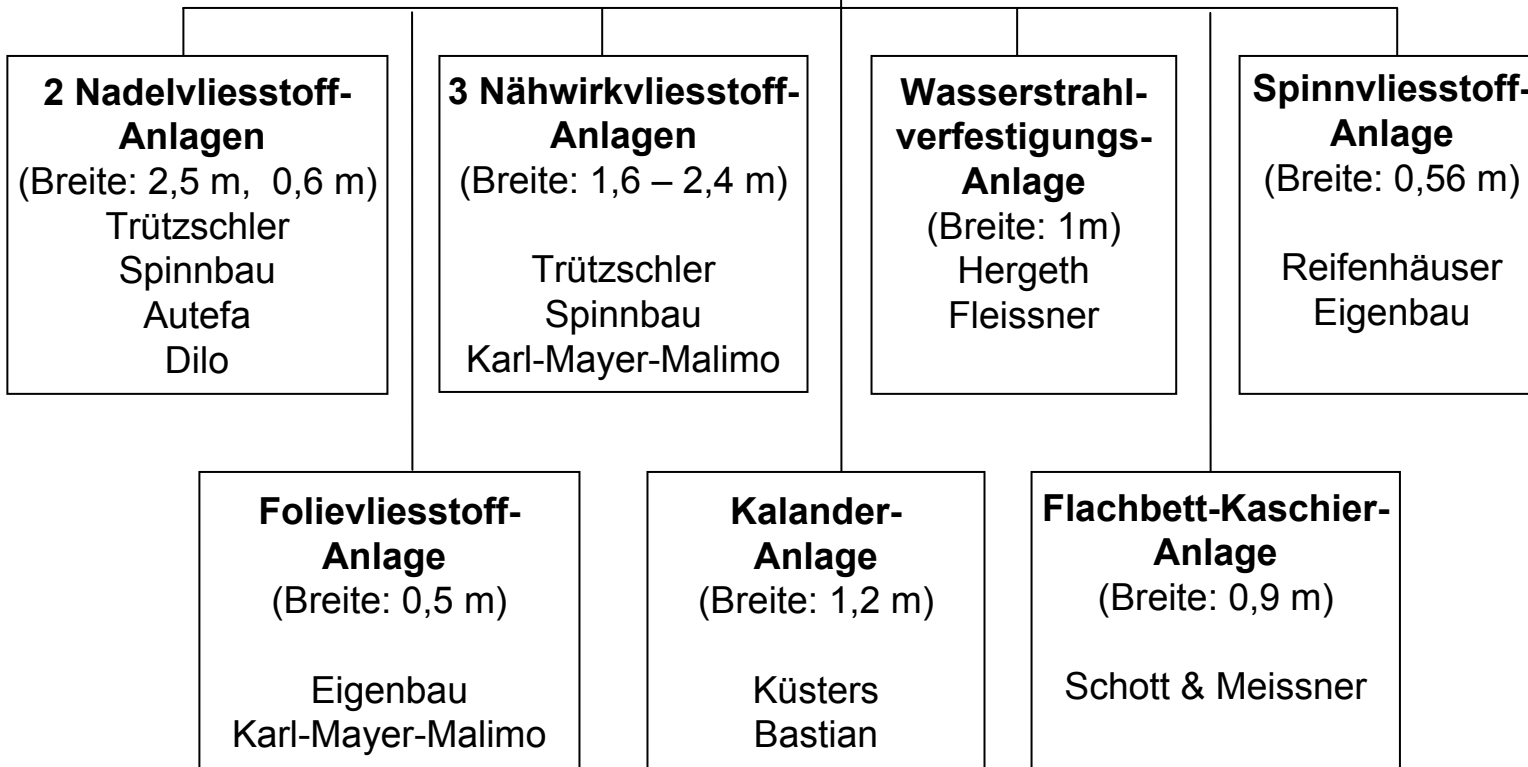 2 Nadelvliesstoff-
Anlagen
(Breite: 2,5 m, 0,6 m)
Trützschler
Spinnbau
Autefa
Dilo
3 Nähwirkvliesstoff-
Anlagen
(Breite: 1,6 – 2,4 m)
Trützschler
Spinnbau
Karl-Mayer-Malimo
Wasserstrahl-
verfestigungs-
Anlage
(Breite: 1m)
Hergeth
Fleissner
Spinnvliesstoff-
Anlage
(Breite: 0,56 m)
Reifenhäuser
Eigenbau
Folievliesstoff-
Anlage
(Breite: 0,5 m)
Eigenbau
Karl-Mayer-Malimo
Kalander-
Anlage
(Breite: 1,2 m)
Küsters
Bastian
Flachbett-Kaschier-
Anlage
(Breite: 0,9 m)
Schott & Meissner